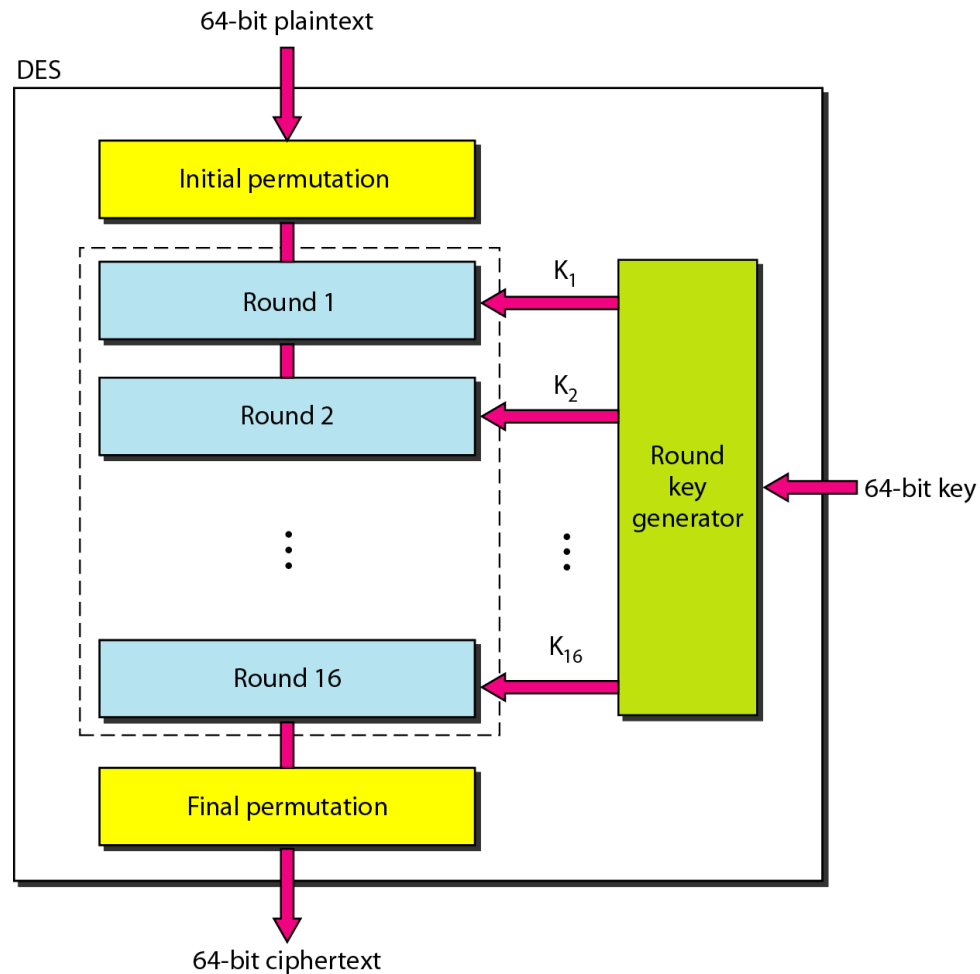 64-bit plaintext
DES
Initial permutation
Round 1
K₁
Round 2
K₂
Round
key
generator
64-bit key
Round 16
K₁₆
Final permutation
64-bit ciphertext